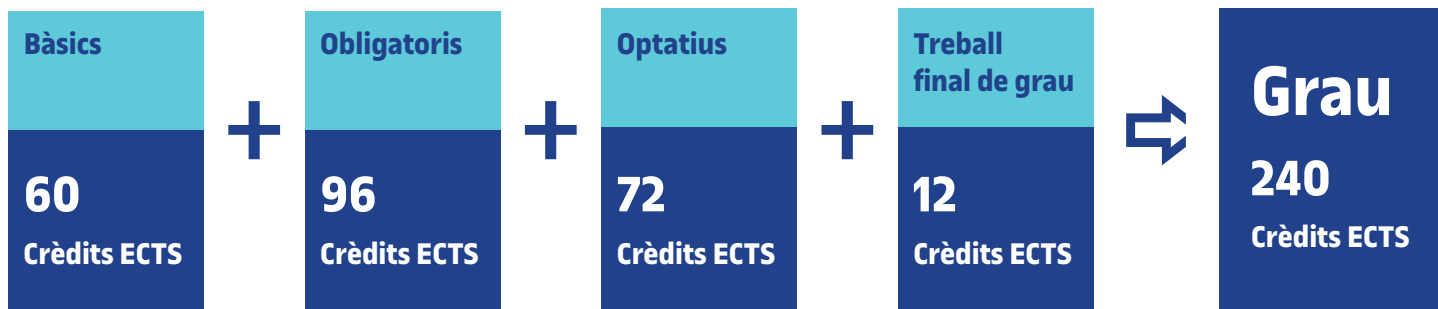 Bàsics
60
Crèdits ECTS
+
Obligatoris
96
Crèdits ECTS
+
Optatius
72
Crèdits ECTS
+
Treball
final de grau
12
Crèdits ECTS
Grau
240
Crèdits ECTS